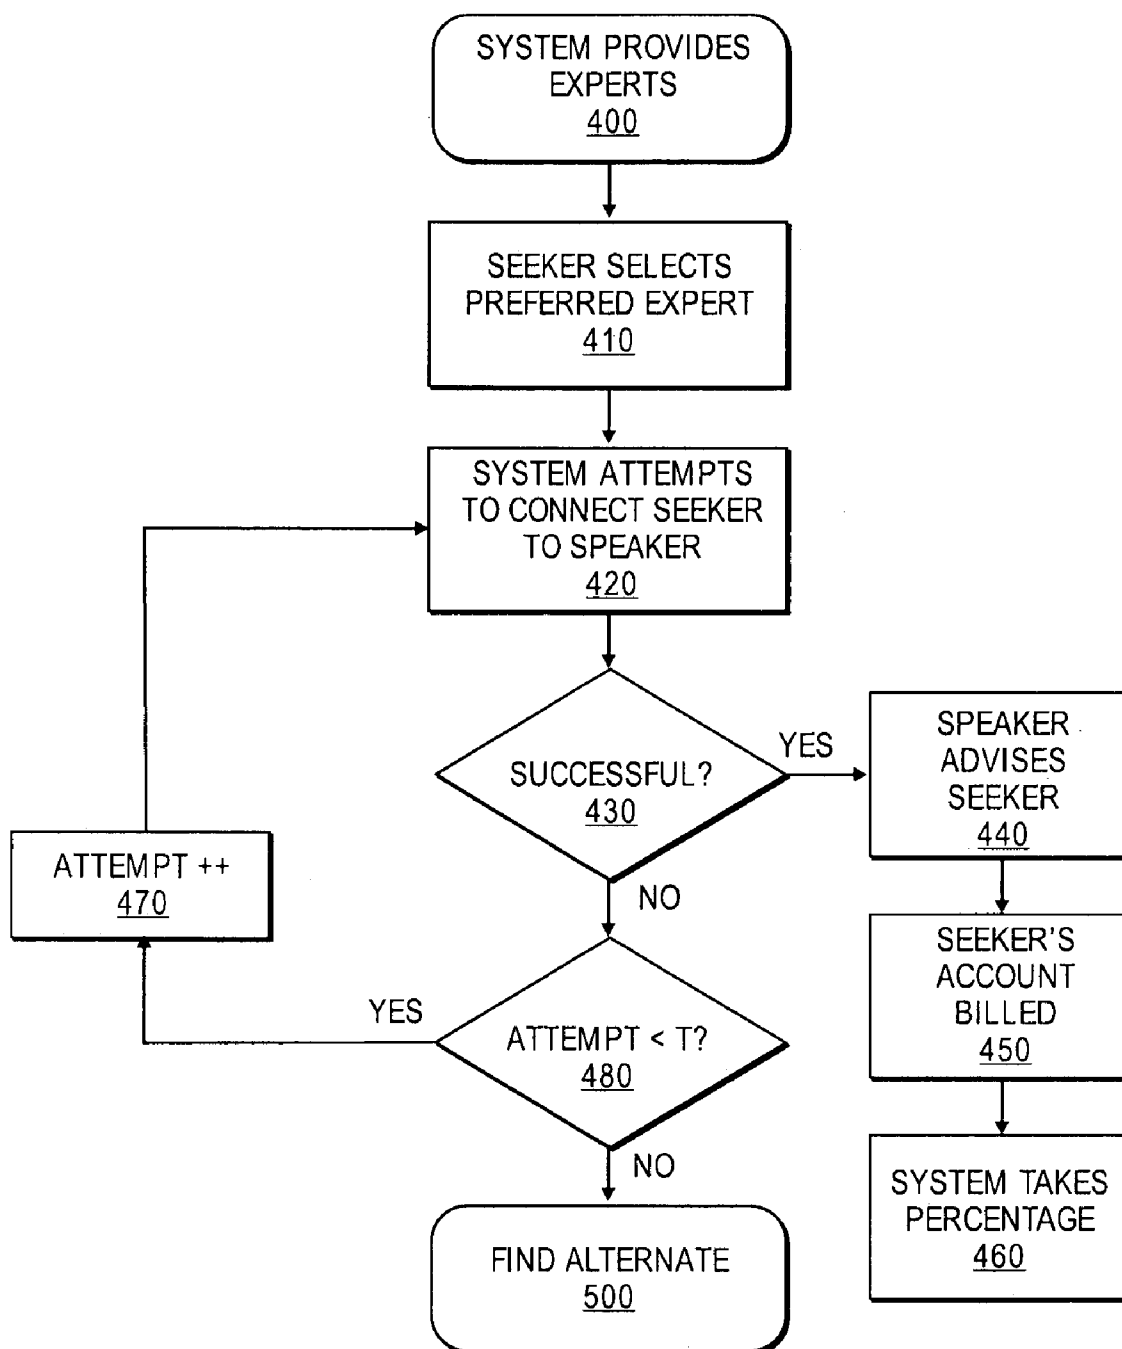 SYSTEM PROVIDES
EXPERTS
400
SEEKER SELECTS
PREFERRED EXPERT
410
SYSTEM ATTEMPTS
TO CONNECT SEEKER
TO SPEAKER
420
SUCCESSFUL?
430
YES
SPEAKER
ADVISES
SEEKER
440
NO
ATTEMPT ++
470
SEEKER'S
ACCOUNT
BILLED
450
YES
ATTEMPT < T?
480
NO
SYSTEM TAKES
PERCENTAGE
460
FIND ALTERNATE
500